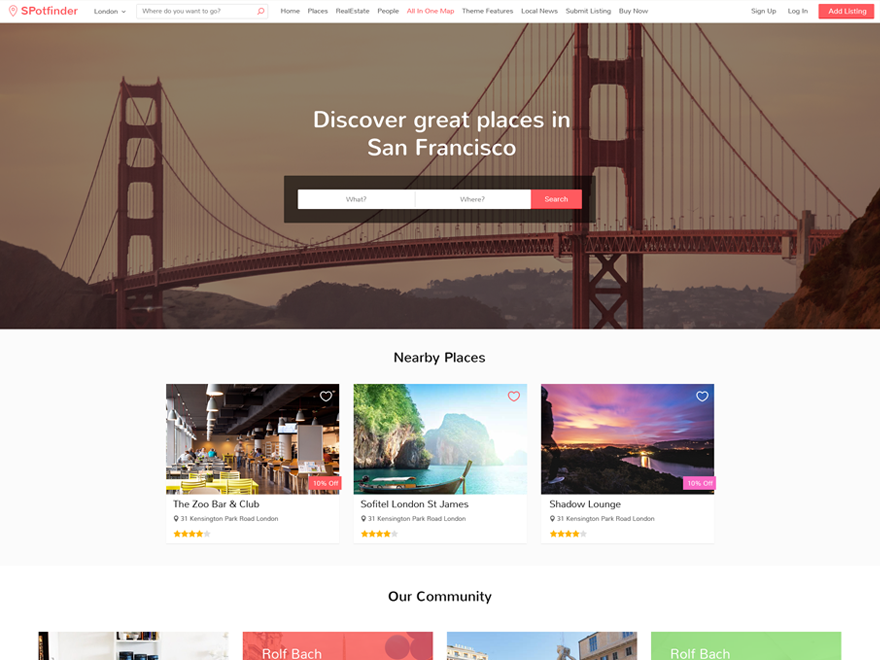 SPotfinder
London
Where do you want to go?
Home Places RealEstate People All In One Map Theme Features Local News Submit Listing Buy Now
Sign Up Log In Add Listing
Discover great places in
San Francisco
What? Where? Search
Nearby Places
10% Off
10% Off
The Zoo Bar & Club
31 Kensington Park Road London
Sofitel London St James
31 Kensington Park Road London
Shadow Lounge
31 Kensington Park Road London
Our Community
Rolf Bach
Rolf Bach